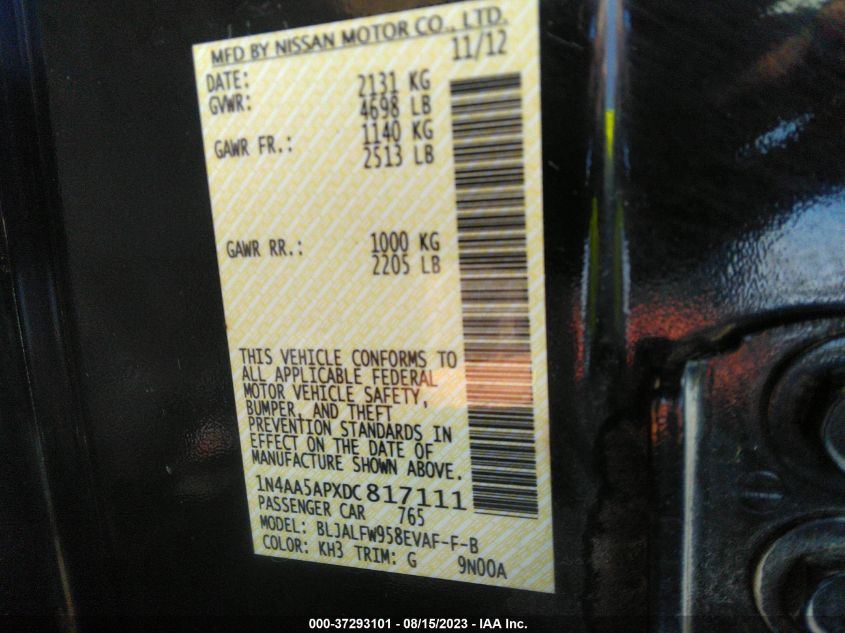 MFD BY NISSAN MOTOR CO., LTD.
DATE: 11/12
GVWR: 2131 KG
4698 LB
GAWR FR.: 1140 KG
2513 LB
GAWR RR.: 1000 KG
2205 LB
THIS VEHICLE CONFORMS TO
ALL APPLICABLE FEDERAL
MOTOR VEHICLE SAFETY,
BUMPER, AND THEFT
PREVENTION STANDARDS IN
EFFECT ON THE DATE OF
MANUFACTURE SHOWN ABOVE.
1N4AA5APXDC817111
PASSENGER CAR 765
MODEL: BLJALFW958EVAF-F-B
COLOR: KH3 TRIM: G 9N00A
000-37293101 - 08/15/2023 - IAA Inc.